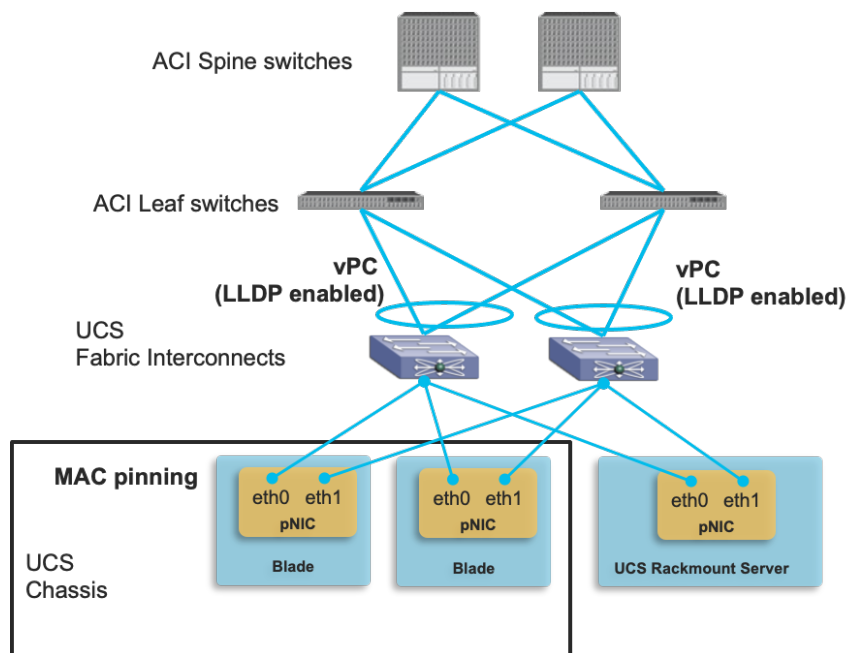 ACI Spine switches
ACI Leaf switches
vPC
(LLDP enabled)
vPC
(LLDP enabled)
UCS
Fabric Interconnects
MAC pinning
eth0 eth1
pNIC
Blade
eth0 eth1
pNIC
Blade
eth0 eth1
pNIC
UCS Rackmount Server
UCS
Chassis